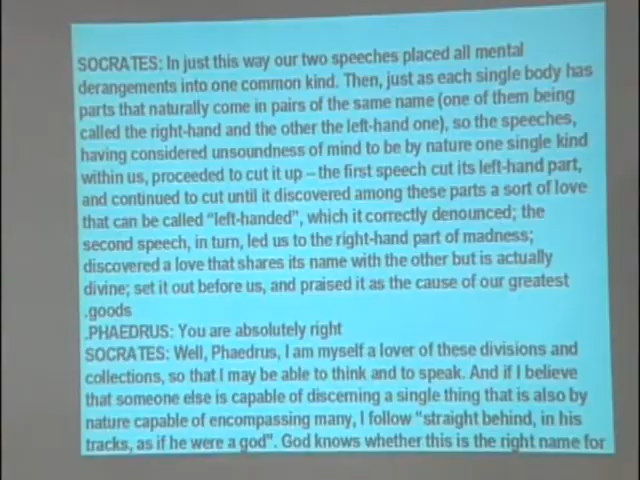 SOCRATES: In just this way our two speeches placed all mental
derangements into one common kind. Then, just as each single body has
parts that naturally come in pairs of the same name (one of them being
called the right-hand and the other the left-hand one), so the speeches,
having considered unsoundness of mind to be by nature one single kind
within us, proceeded to cut it up – the first speech cut its left-hand part,
and continued to cut until it discovered among these parts a sort of love
that can be called "left-handed", which it correctly denounced; the
second speech, in turn, led us to the right-hand part of madness;
discovered a love that shares its name with the other but is actually
divine; set it out before us, and praised it as the cause of our greatest
.goods
.PHAEDRUS: You are absolutely right
SOCRATES: Well, Phaedrus, I am myself a lover of these divisions and
collections, so that I may be able to think and to speak. And if I believe
that someone else is capable of discerning a single thing that is also by
nature capable of encompassing many, I follow "straight behind, in his
tracks, as if he were a god". God knows whether this is the right name for